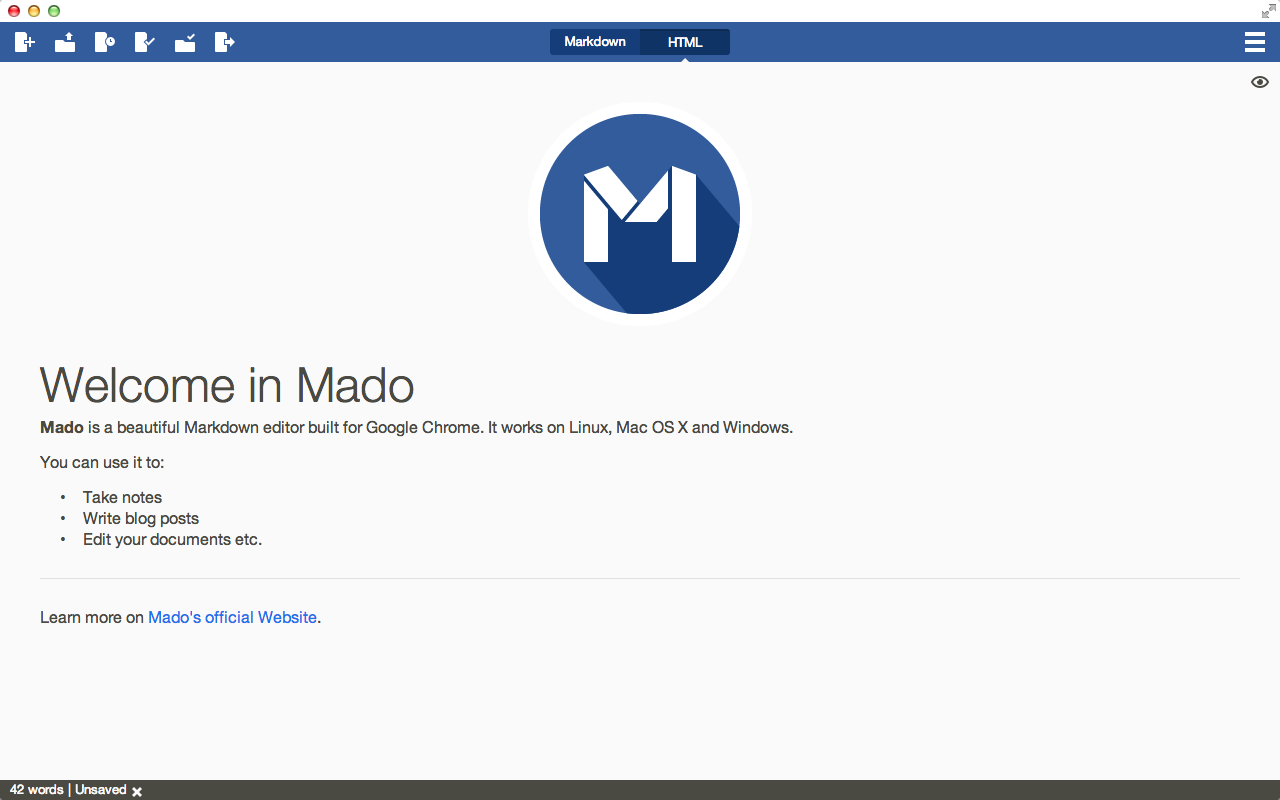 Markdown HTML
Welcome in Mado
Mado is a beautiful Markdown editor built for Google Chrome. It works on Linux, Mac OS X and Windows.
You can use it to:
• Take notes
• Write blog posts
• Edit your documents etc.
Learn more on Mado's official Website.
42 words | Unsaved